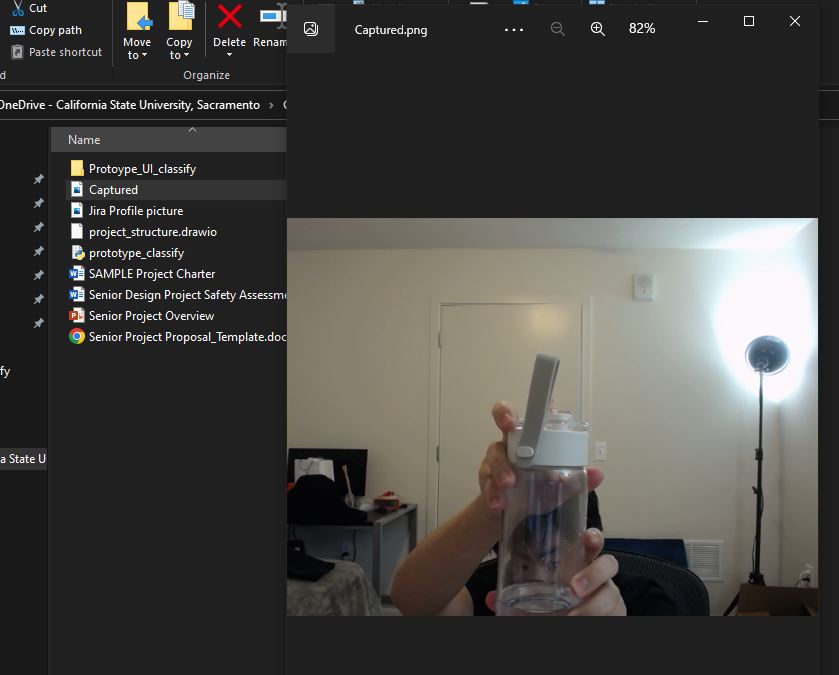 Cut
Copy path
Paste shortcut
Move to
Copy to
Delete
Renam
Organize
Captured.png
82%
OneDrive - California State University, Sacramento > C
Name
Protoype_UI_classify
Captured
Jira Profile picture
project_structure.drawio
prototype_classify
SAMPLE Project Charter
Senior Design Project Safety Assessme
Senior Project Overview
Senior Project Proposal_Template.doc
fy
a State U